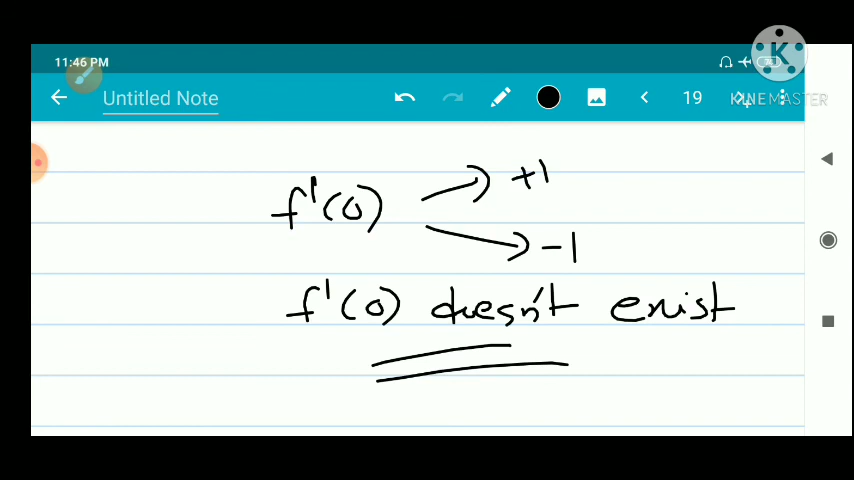 11:46 PM
Untitled Note
19
KINEMASTER
f'(0) → +1
→ -1
f'(0) doesn't exist